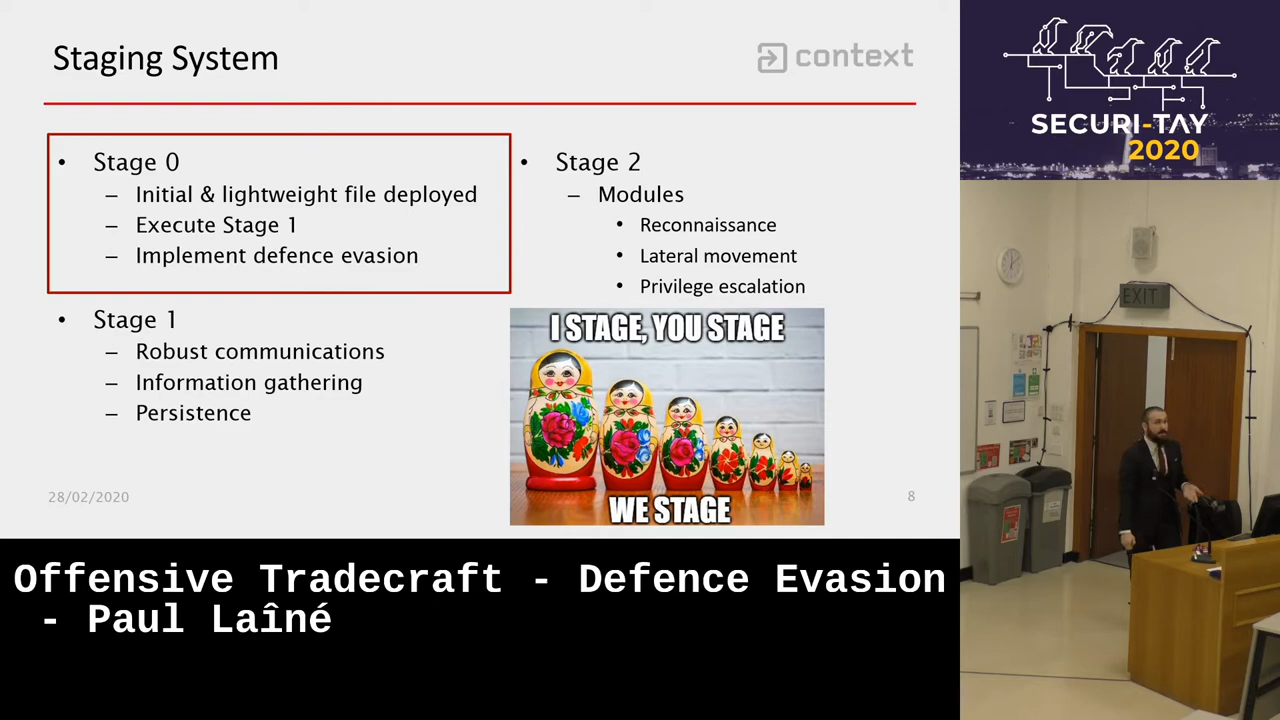 Staging System
context
• Stage 0
– Initial & lightweight file deployed
– Execute Stage 1
– Implement defence evasion
• Stage 1
– Robust communications
– Information gathering
– Persistence
• Stage 2
– Modules
• Reconnaissance
• Lateral movement
• Privilege escalation
I STAGE, YOU STAGE
WE STAGE
28/02/2020
8
SECURI-TAY
2020
EXIT
Offensive Tradecraft - Defence Evasion
- Paul Laîné